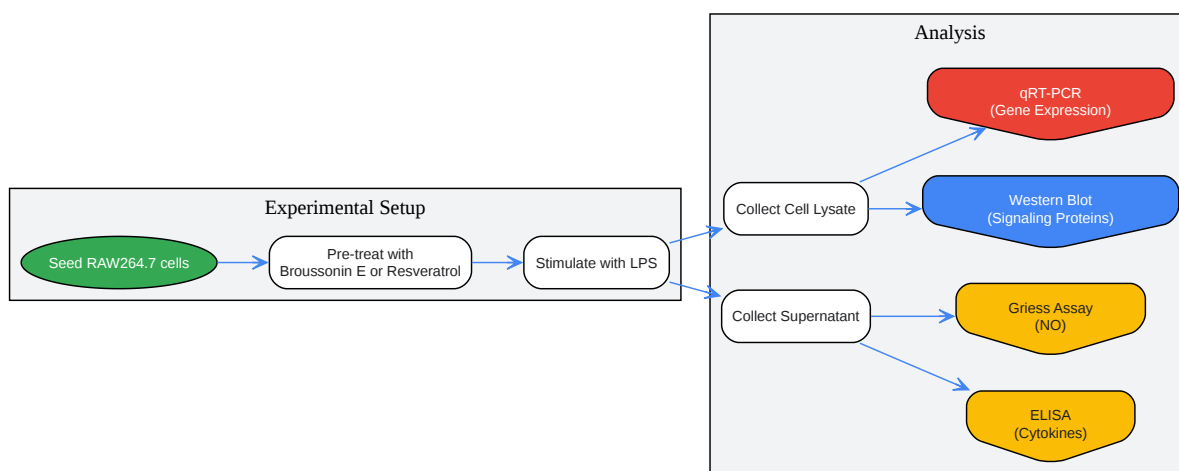 Experimental Setup
Seed RAW264.7 cells
Pre-treat with
Broussonin E or Resveratrol
Stimulate with LPS
Analysis
Collect Cell Lysate
qRT-PCR
(Gene Expression)
Western Blot
(Signaling Proteins)
Collect Supernatant
Griess Assay
(NO)
ELISA
(Cytokines)